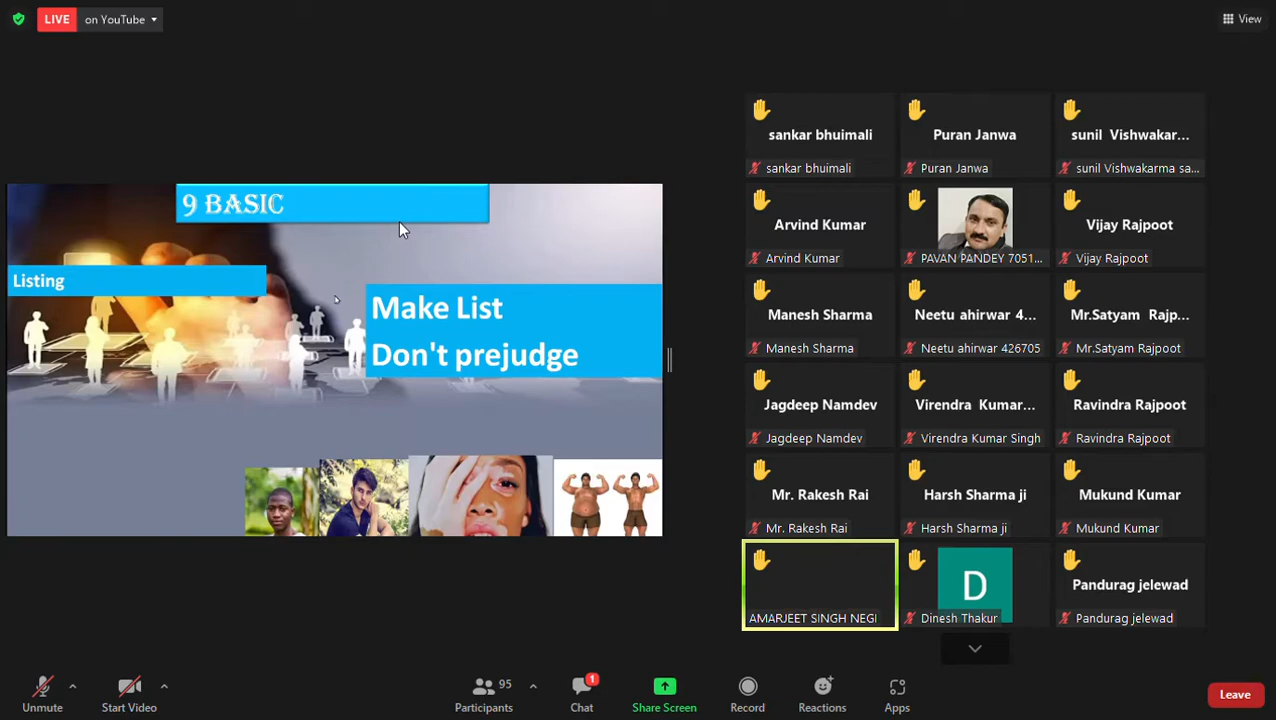 LIVE on YouTube
View
9 BASIC
Listing
Make List
Don't prejudge
sankar bhuimali
sankar bhuimali
Puran Janwa
Puran Janwa
sunil Vishwakar...
sunil Vishwakarma sa...
Arvind Kumar
Arvind Kumar
PAVAN PANDEY 7051...
Vijay Rajpoot
Vijay Rajpoot
Manesh Sharma
Manesh Sharma
Neetu ahirwar 4...
Neetu ahirwar 426705
Mr.Satyam Rajp...
Mr.Satyam Rajpoot
Jagdeep Namdev
Jagdeep Namdev
Virendra Kumar...
Virendra Kumar Singh
Ravindra Rajpoot
Ravindra Rajpoot
Mr. Rakesh Rai
Mr. Rakesh Rai
Harsh Sharma ji
Harsh Sharma ji
Mukund Kumar
Mukund Kumar
AMARJEET SINGH NEGI
D
Dinesh Thakur
Pandurag jelewad
Pandurag jelewad
Unmute
Start Video
95
Participants
1
Chat
Share Screen
Record
Reactions
Apps
Leave